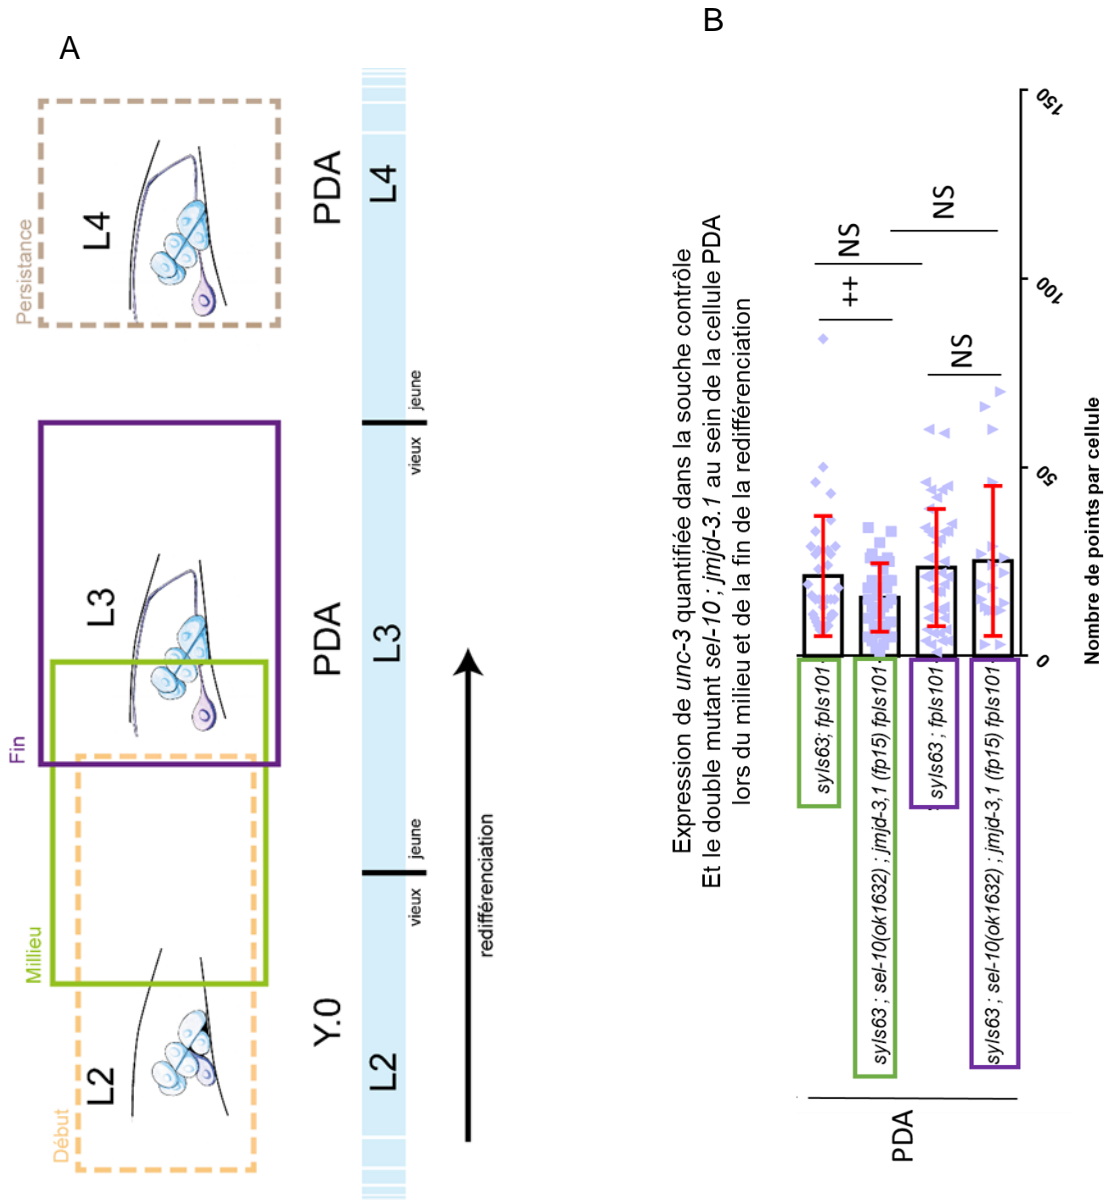 A
Persistance
L4
PDA
L4
jeune
vieux
Fin
L3
PDA
L3
jeune
vieux
Millieu
Début
L2
Y.0
L2
redifférenciation
B
Expression de unc-3 quantifiée dans la souche contrôle
Et le double mutant sel-10 ; jmjd-3.1 au sein de la cellule PDA
lors du milieu et de la fin de la redifférenciation
NS
NS
++
NS
150
100
50
0
Nombre de points par cellule
syIs63; fpIs101
syIs63 ; sel-10(ok1632) ; jmjd-3,1 (fp15) fpIs101
syIs63 ; fpIs101
syIs63 ; sel-10(ok1632) ; jmjd-3,1 (fp15) fpIs101
PDA